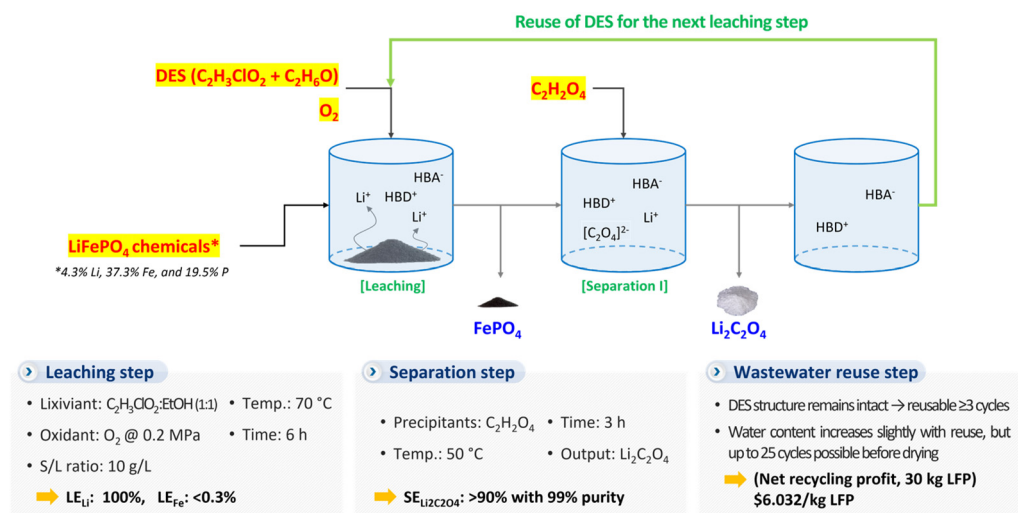 Reuse of DES for the next leaching step
DES (C₂H₃ClO₂ + C₂H₆O)
O₂
C₂H₂O₄
LiFePO₄ chemicals*
*4.3% Li, 37.3% Fe, and 19.5% P
HBA⁻
Li⁺
HBD⁺
Li⁺
[Leaching]
HBA⁻
HBD⁺
Li⁺
[C₂O₄]²⁻
[Separation I]
HBA⁻
HBD⁺
FePO₄
Li₂C₂O₄
Leaching step
• Lixiviant: C₂H₃ClO₂:EtOH (1:1)
• Temp.: 70 °C
• Oxidant: O₂ @ 0.2 MPa
• Time: 6 h
• S/L ratio: 10 g/L
LE_Li: 100%, LE_Fe: <0.3%
Separation step
• Precipitants: C₂H₂O₄
• Time: 3 h
• Temp.: 50 °C
• Output: Li₂C₂O₄
SE_Li2C2O4: >90% with 99% purity
Wastewater reuse step
• DES structure remains intact → reusable ≥3 cycles
• Water content increases slightly with reuse, but
up to 25 cycles possible before drying
(Net recycling profit, 30 kg LFP)
$6.032/kg LFP